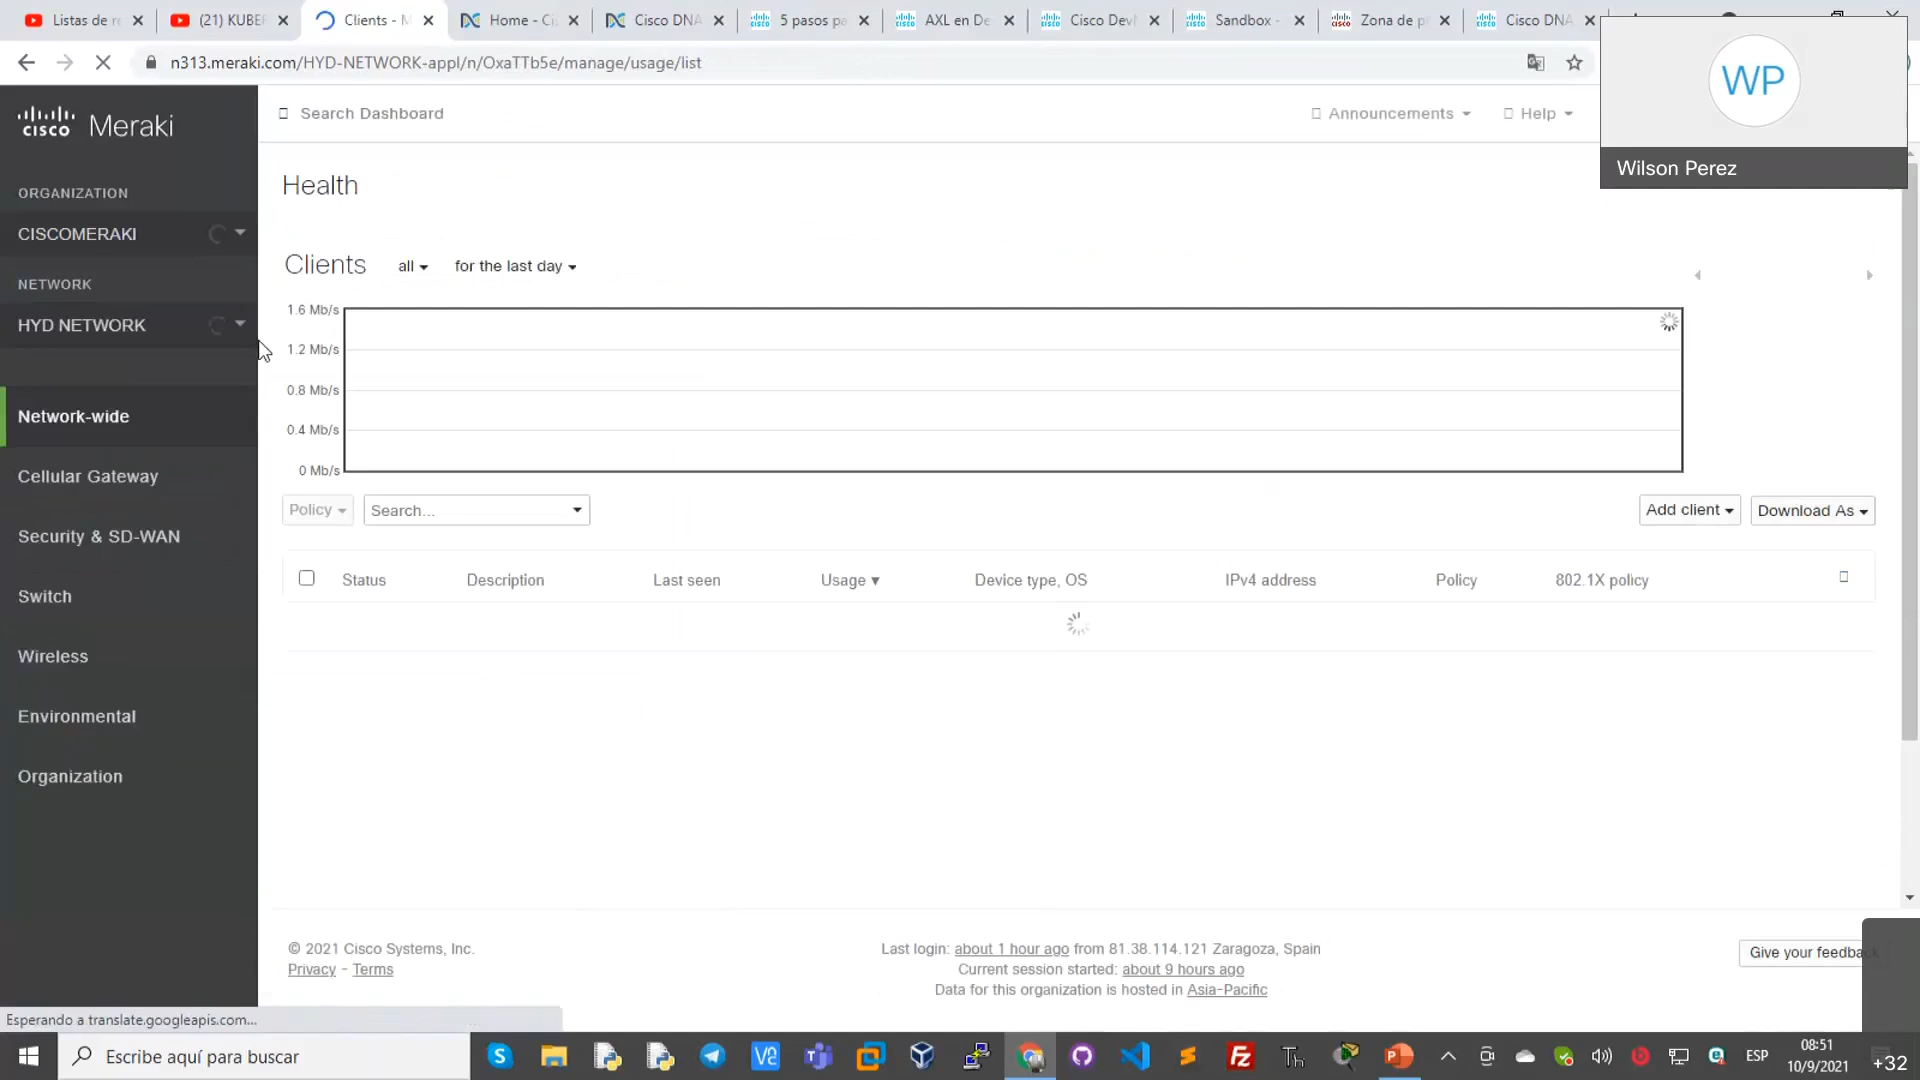 Listas de re
(21) KUBER
Clients - M
Home - Ci
Cisco DNA
5 pasos pa
AXL en De
Cisco Dev
Sandbox -
Zona de p
Cisco DNA
n313.meraki.com/HYD-NETWORK-appl/n/OxaTTb5e/manage/usage/list
WP
Wilson Perez
cisco Meraki
Search Dashboard
Announcements
Help
ORGANIZATION
CISCOMERAKI
NETWORK
HYD NETWORK
Network-wide
Cellular Gateway
Security & SD-WAN
Switch
Wireless
Environmental
Organization
Health
Clients all for the last day
1.6 Mb/s
1.2 Mb/s
0.8 Mb/s
0.4 Mb/s
0 Mb/s
Policy Search... Add client Download As
Status Description Last seen Usage Device type, OS IPv4 address Policy 802.1X policy
© 2021 Cisco Systems, Inc.
Privacy - Terms
Last login: about 1 hour ago from 81.38.114.121 Zaragoza, Spain
Current session started: about 9 hours ago
Data for this organization is hosted in Asia-Pacific
Give your feedback
Esperando a translate.googleapis.com...
Escribe aquí para buscar
ESP
08:51
10/9/2021
+32